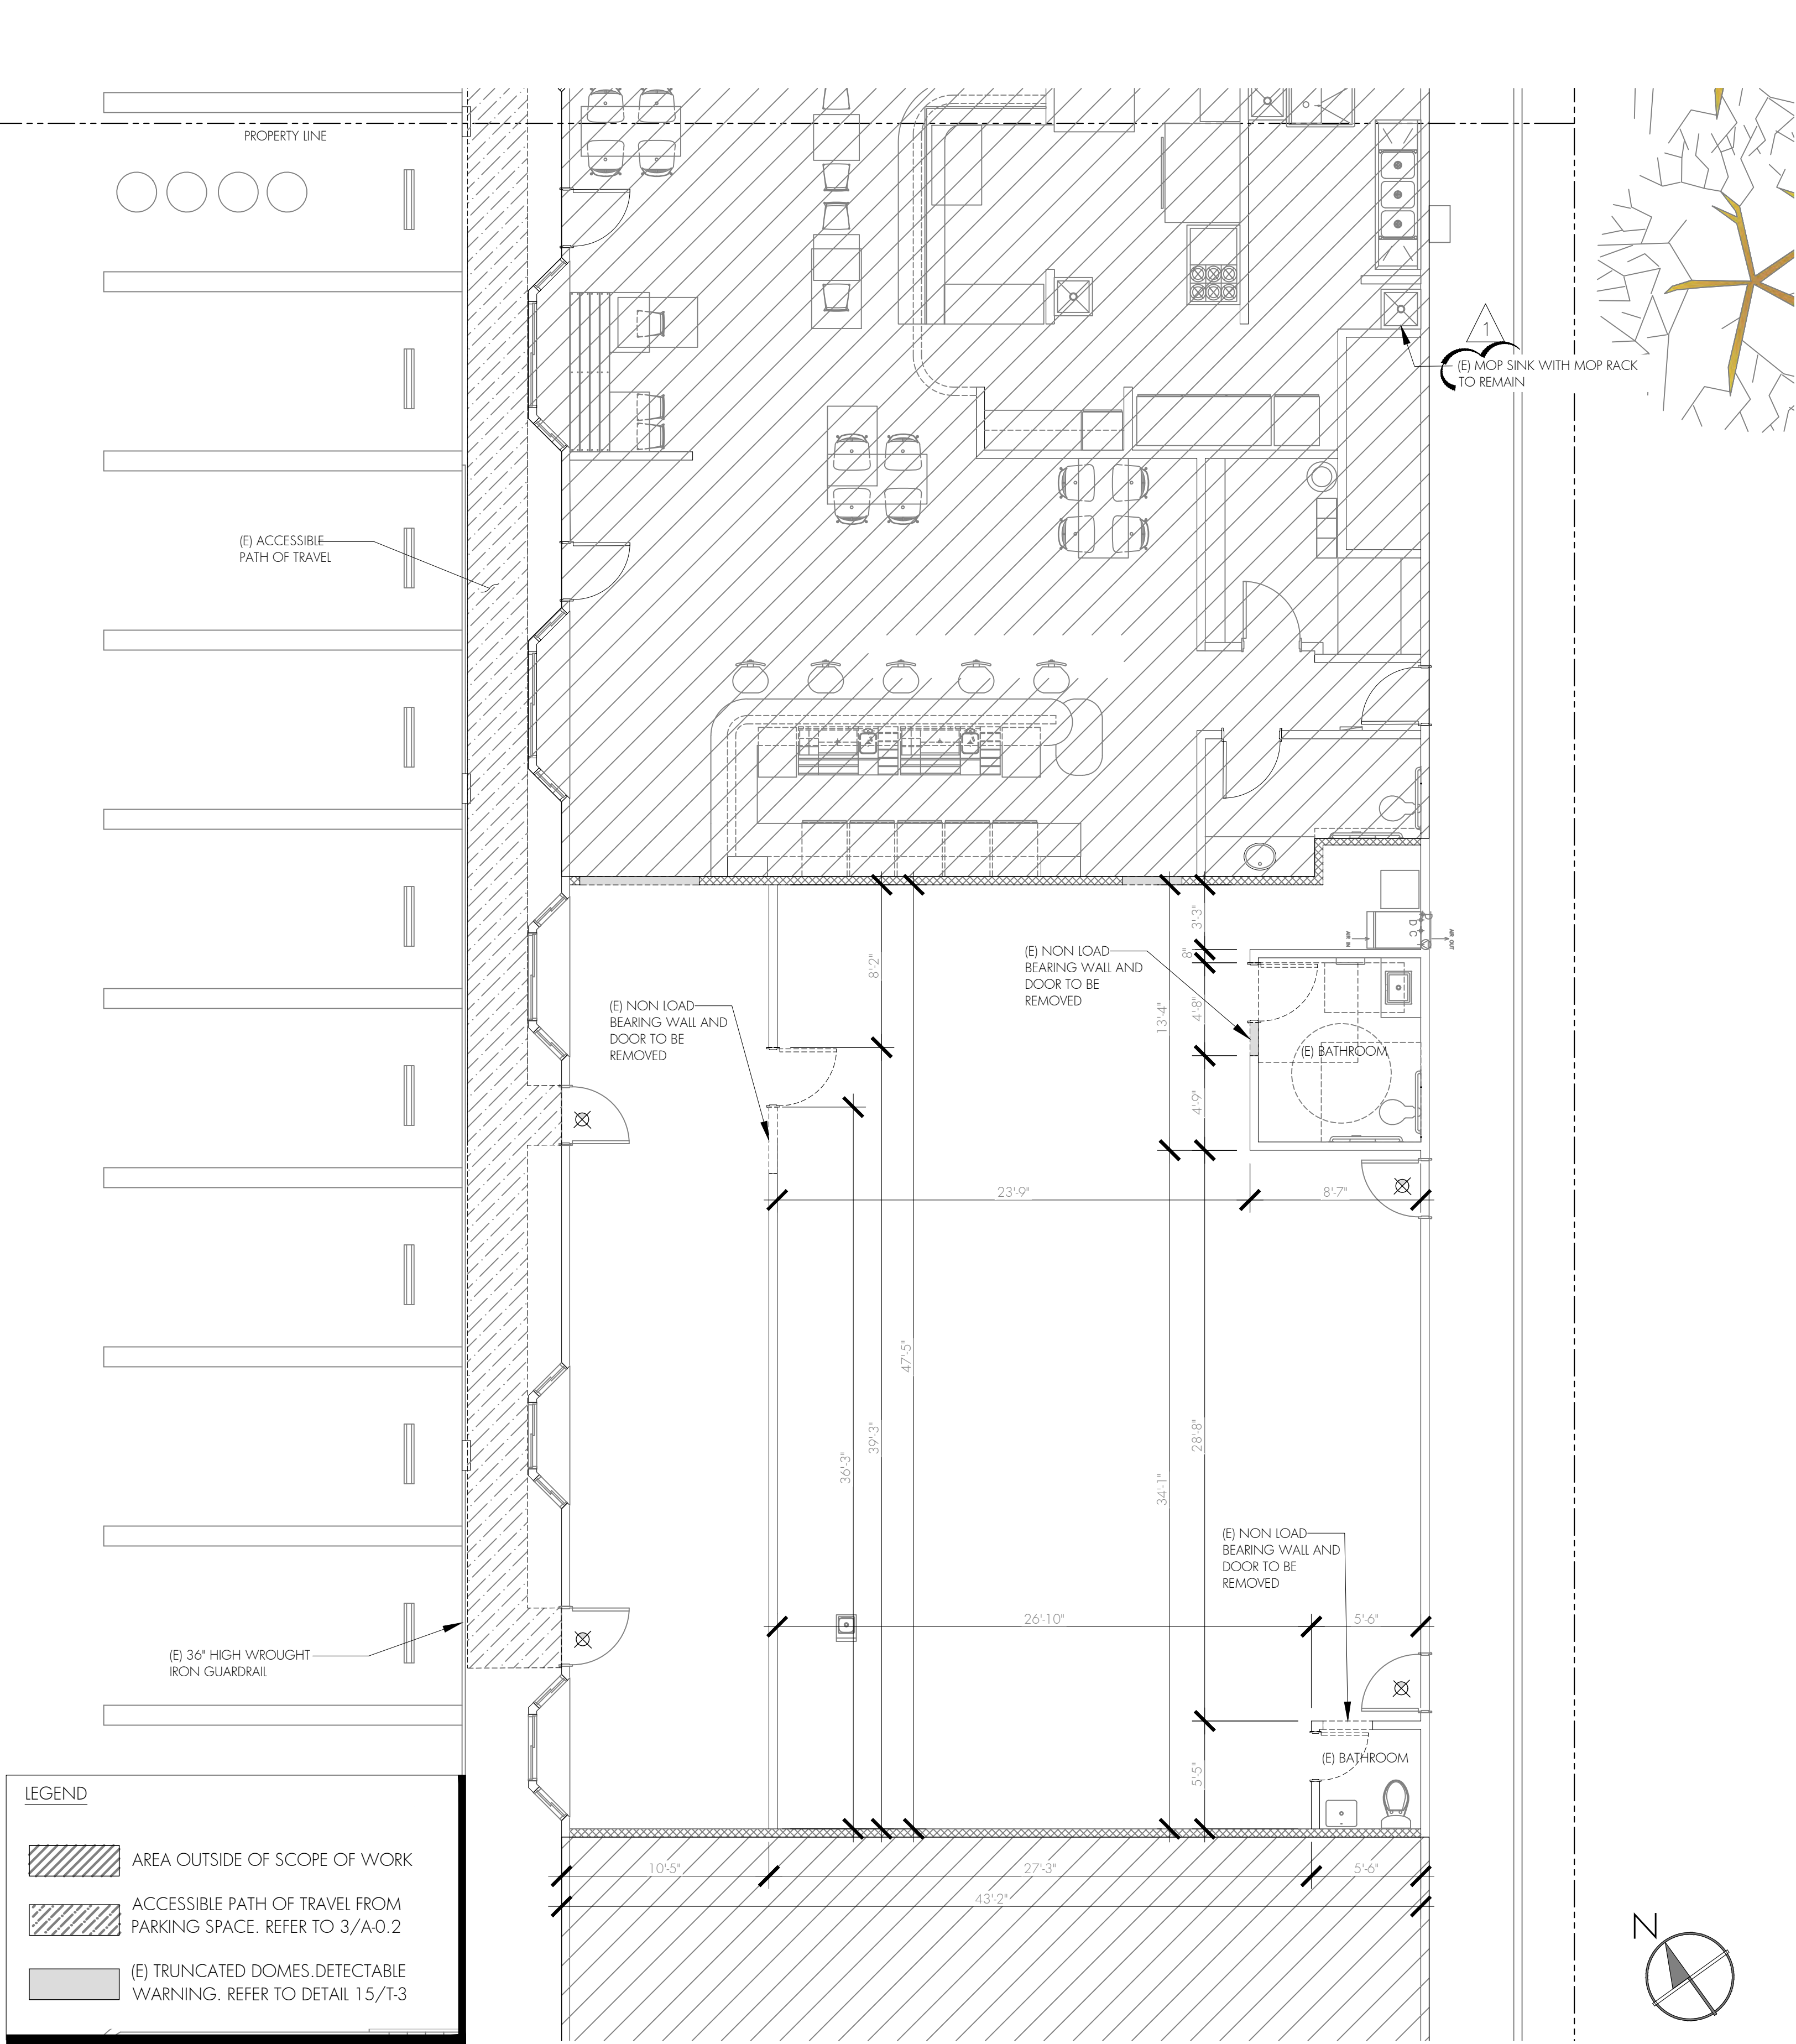 PROPERTY LINE
1
(E) MOP SINK WITH MOP RACK
TO REMAIN
(E) ACCESSIBLE
PATH OF TRAVEL
3'-3"
8"
8'-2"
(E) NON LOAD
BEARING WALL AND
DOOR TO BE
REMOVED
(E) NON LOAD
BEARING WALL AND
DOOR TO BE
REMOVED
AIR IN
AIR OUT
D
C
13'-4"
4'-8"
(E) BATHROOM
4'-9"
23'-9"
8'-7"
47'-5"
39'-3"
36'-3"
28'-8"
34'-1"
(E) NON LOAD
BEARING WALL AND
DOOR TO BE
REMOVED
26'-10"
5'-6"
(E) 36" HIGH WROUGHT
IRON GUARDRAIL
(E) BATHROOM
5'-5"
10'-5"
27'-3"
5'-6"
43'-2"
LEGEND
AREA OUTSIDE OF SCOPE OF WORK
ACCESSIBLE PATH OF TRAVEL FROM
PARKING SPACE. REFER TO 3/A-0.2
(E) TRUNCATED DOMES.DETECTABLE
WARNING. REFER TO DETAIL 15/T-3
N